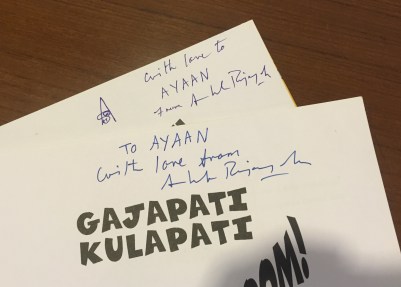 with love to
AYAAN
from
TO AYAAN
with love from
GAJAPATI
KULAPATI
OOM!